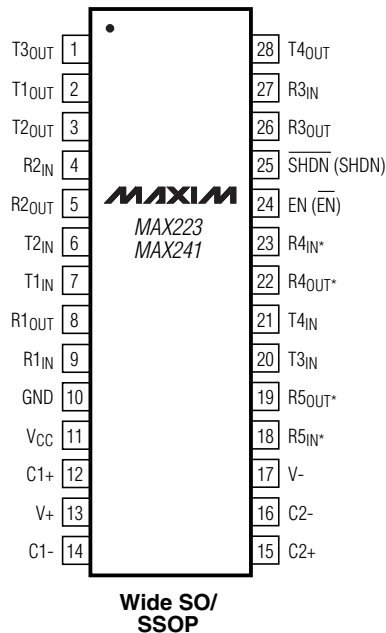 T3OUT 1
T1OUT 2
T2OUT 3
R2IN 4
R2OUT 5
T2IN 6
T1IN 7
R1OUT 8
R1IN 9
GND 10
VCC 11
C1+ 12
V+ 13
C1- 14
MAXIM
MAX223
MAX241
28 T4OUT
27 R3IN
26 R3OUT
25 S̅H̅D̅N̅ (SHDN)
24 EN (E̅N̅)
23 R4IN*
22 R4OUT*
21 T4IN
20 T3IN
19 R5OUT*
18 R5IN*
17 V-
16 C2-
15 C2+
Wide SO/
SSOP